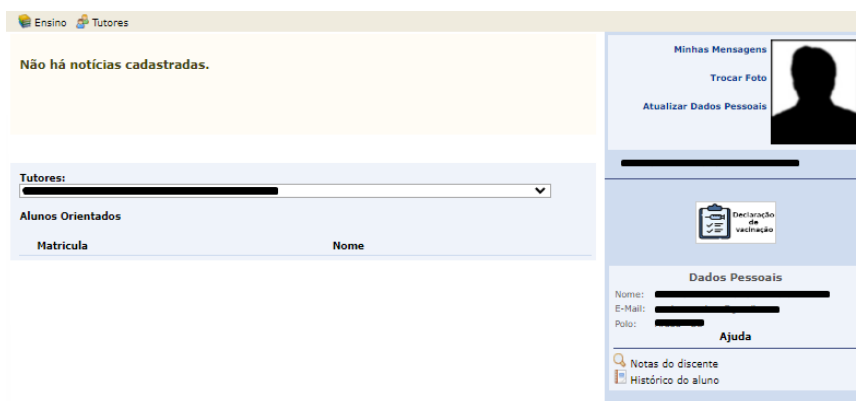 Ensino Tutores
Não há notícias cadastradas.
Minhas Mensagens
Trocar Foto
Atualizar Dados Pessoais
Tutores:
Alunos Orientados
Matricula Nome
Declaração
de
vacinação
Dados Pessoais
Nome:
E-Mail:
Polo:
Ajuda
Notas do discente
Histórico do aluno